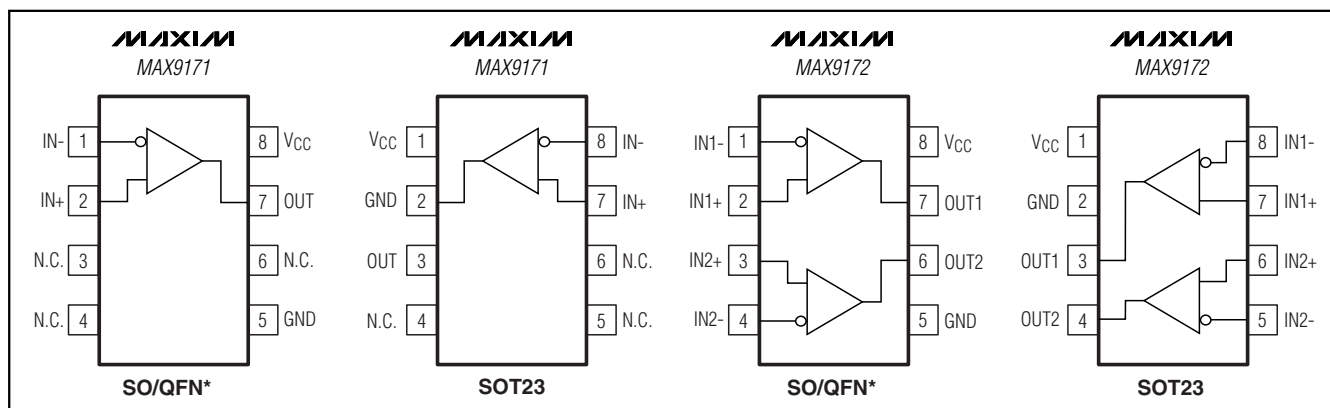 MAXIM
MAX9171
IN- 1
8 VCC
IN+ 2
7 OUT
N.C. 3
6 N.C.
N.C. 4
5 GND
SO/QFN*
MAXIM
MAX9171
VCC 1
8 IN-
GND 2
7 IN+
OUT 3
6 N.C.
N.C. 4
5 N.C.
SOT23
MAXIM
MAX9172
IN1- 1
8 VCC
IN1+ 2
7 OUT1
IN2+ 3
6 OUT2
IN2- 4
5 GND
SO/QFN*
MAXIM
MAX9172
VCC 1
8 IN1-
GND 2
7 IN1+
OUT1 3
6 IN2+
OUT2 4
5 IN2-
SOT23